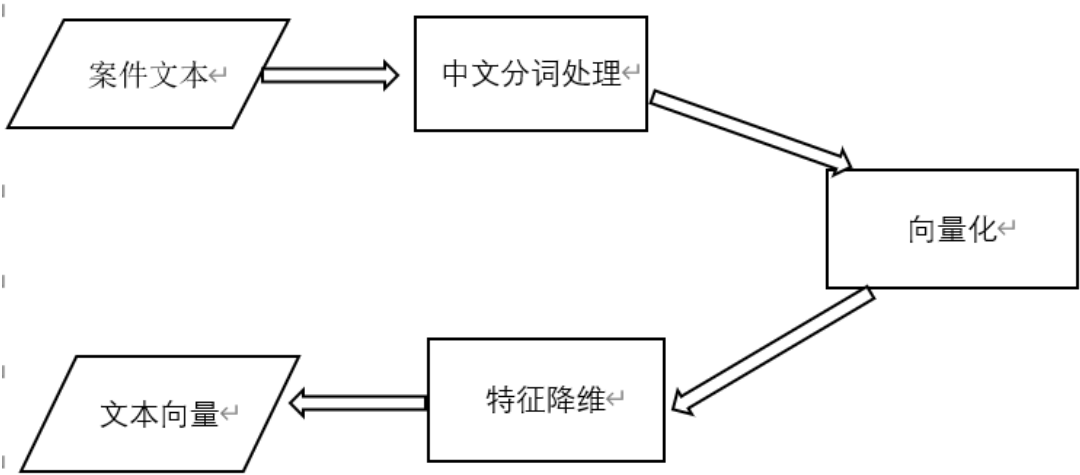 案件文本
中文分词处理
向量化
特征降维
文本向量